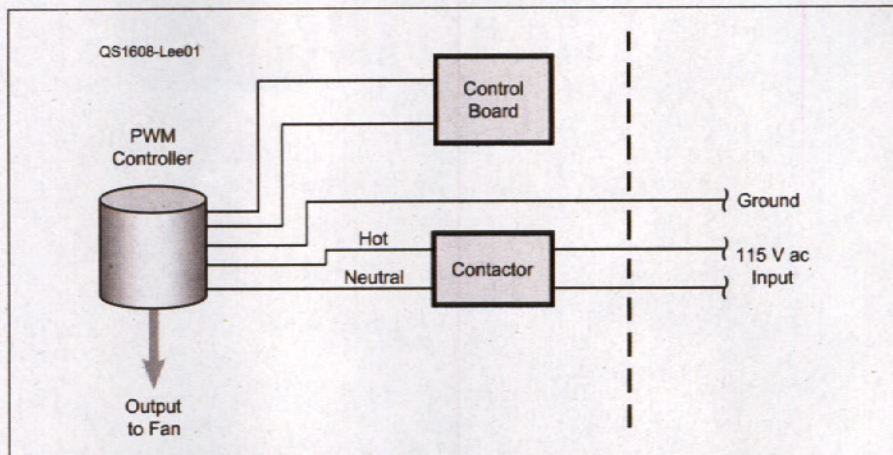 QS1608-Lee01
Control
Board
PWM
Controller
Ground
Hot
115 V ac
Input
Neutral
Contactor
Output
to Fan